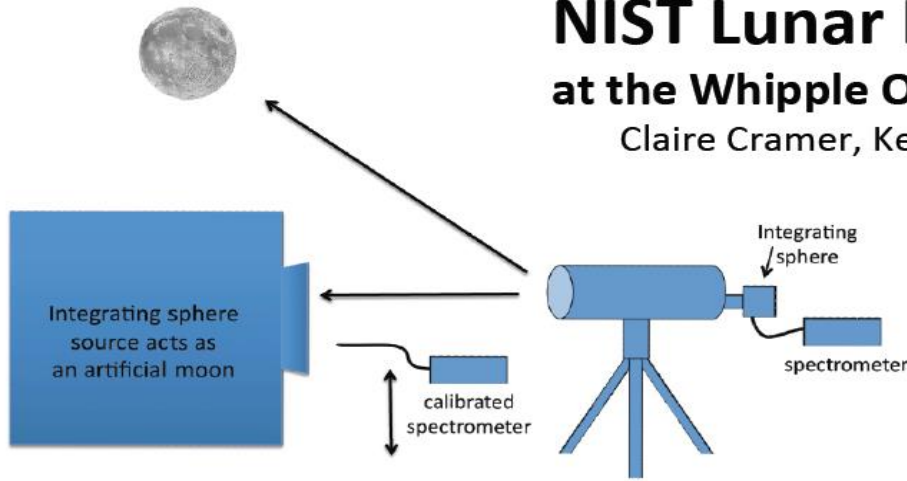 NIST Lunar
at the Whipple
Claire Cramer,
Integrating
sphere
Integrating sphere
source acts as
an artificial moon
spectrometer
calibrated
spectrometer